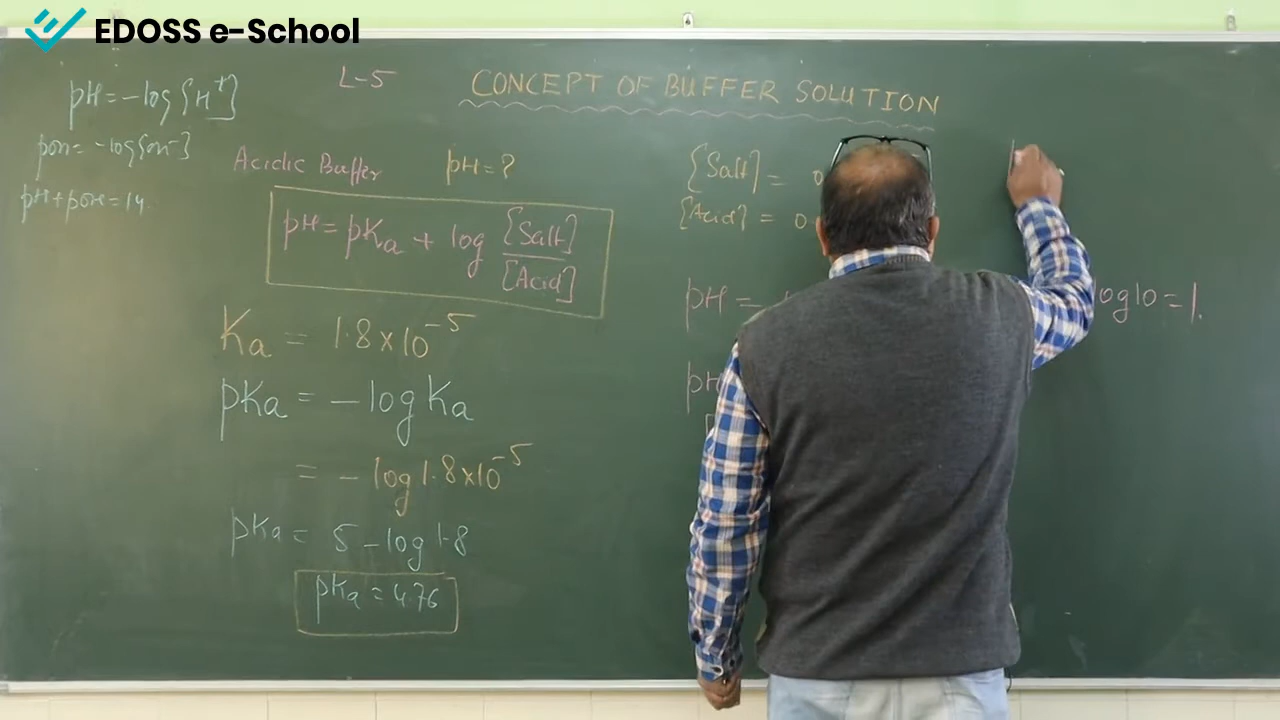 EDOSS e-School
L-5
CONCEPT OF BUFFER SOLUTION
pH = -log [H⁺]
pOH = -log[OH⁻]
pH + pOH = 14.
Acidic Buffer pH = ?
pH = pKa + log [Salt]/[Acid]
Ka = 1.8×10⁻⁵
pKa = -log Ka
= - log 1.8×10⁻⁵
pKa = 5 - log 1.8
pKa = 4.76
[Salt] = 0
[Acid] = 0
pH =
log10 = 1.
pH